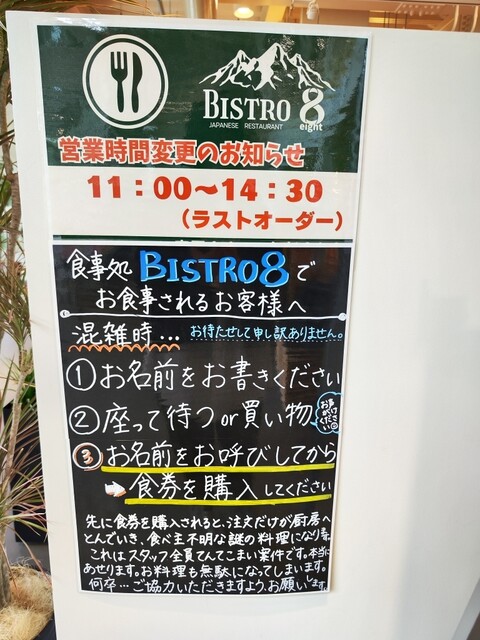 BISTRO 8
JAPANESE RESTAURANT eight
営業時間変更のお知らせ
11:00〜14:30
(ラストオーダー)
食事処 BISTRO8で
お食事されるお客様へ
混雑時... お待たせして申し訳ありません。
①お名前をお書きください
②座って待つor買い物
③お名前をお呼びしてから
食券を購入してください
先に食券を購入されると、注文だけが厨房へ
とんでいき、食べ主不明な謎の料理になります。
これはスタッフ全員てんてこまい案件です。本当に
あせります。お料理も無駄になってしまいます。
何卒…ご協力いただきますよう、お願いします。